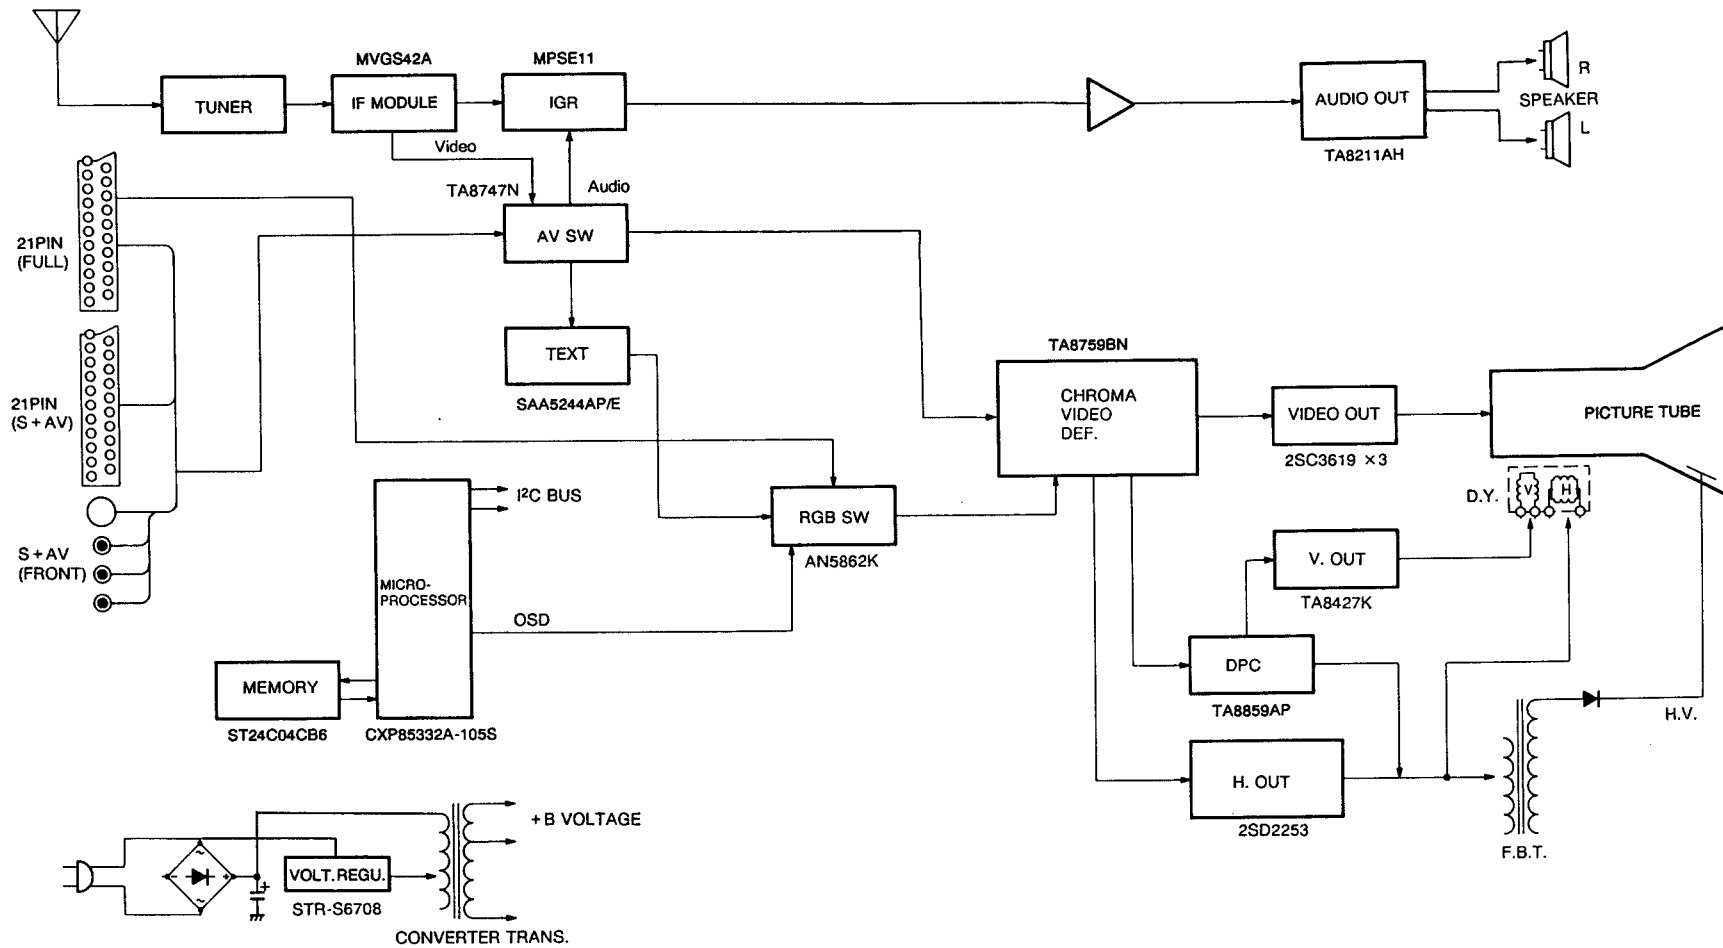 MVGS42A
MPSE11
TUNER
IF MODULE
IGR
AUDIO OUT
R
SPEAKER
L
TA8211AH
Video
TA8747N
Audio
AV SW
21PIN
(FULL)
TEXT
SAA5244AP/E
21PIN
(S + AV)
TA8759BN
CHROMA
VIDEO
DEF.
VIDEO OUT
2SC3619 ×3
PICTURE TUBE
D.Y.
V
H
I²C BUS
RGB SW
AN5862K
S + AV
(FRONT)
MICRO-
PROCESSOR
OSD
V. OUT
TA8427K
MEMORY
ST24C04CB6
CXP85332A-105S
DPC
TA8859AP
H.V.
H. OUT
2SD2253
F.B.T.
+B VOLTAGE
~
- +
~
+
VOLT.REGU.
STR-S6708
CONVERTER TRANS.